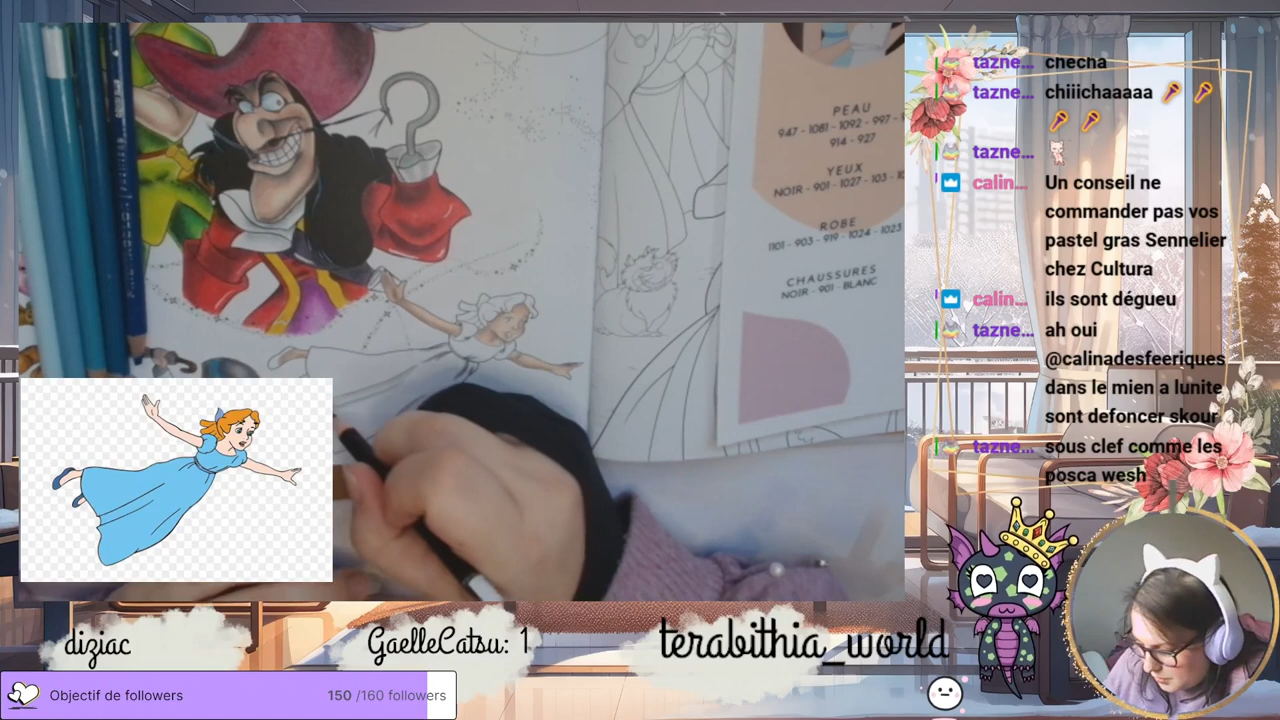 PEAU
947 - 1081 - 1092 - 997 -
914 - 927
YEUX
NOIR - 901 - 1027 - 103 - 10
ROBE
1101 - 903 - 919 - 1024 - 1023
CHAUSSURES
NOIR - 901 - BLANC
tazne... checha
tazne... chiiichaaaaa
tazne...
calin... Un conseil ne
commander pas vos
pastel gras Sennelier
chez Cultura
calin... ils sont dégueu
tazne... ah oui
@calinadesfeeriques
dans le mien a lunite
sont defoncer skour
tazne... sous clef comme les
posca wesh
diziac
GaelleCatsu: 1
terabithia_world
Objectif de followers 150 /160 followers